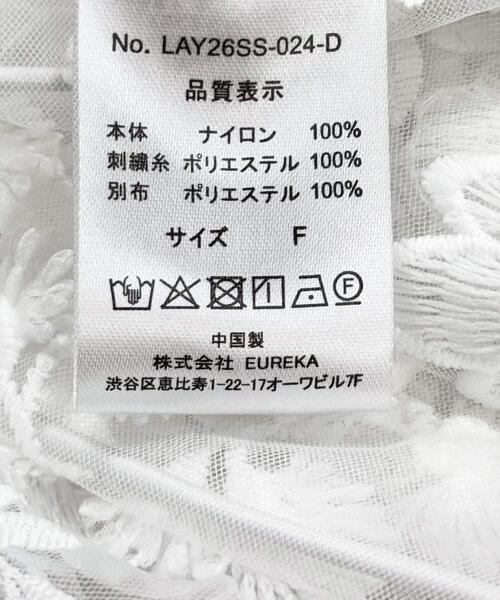 No. LAY26SS-024-D
品質表示
本体 ナイロン 100%
刺繍糸 ポリエステル 100%
別布 ポリエステル 100%
サイズ F
F
中国製
株式会社 EUREKA
渋谷区恵比寿1-22-17オーワビル7F